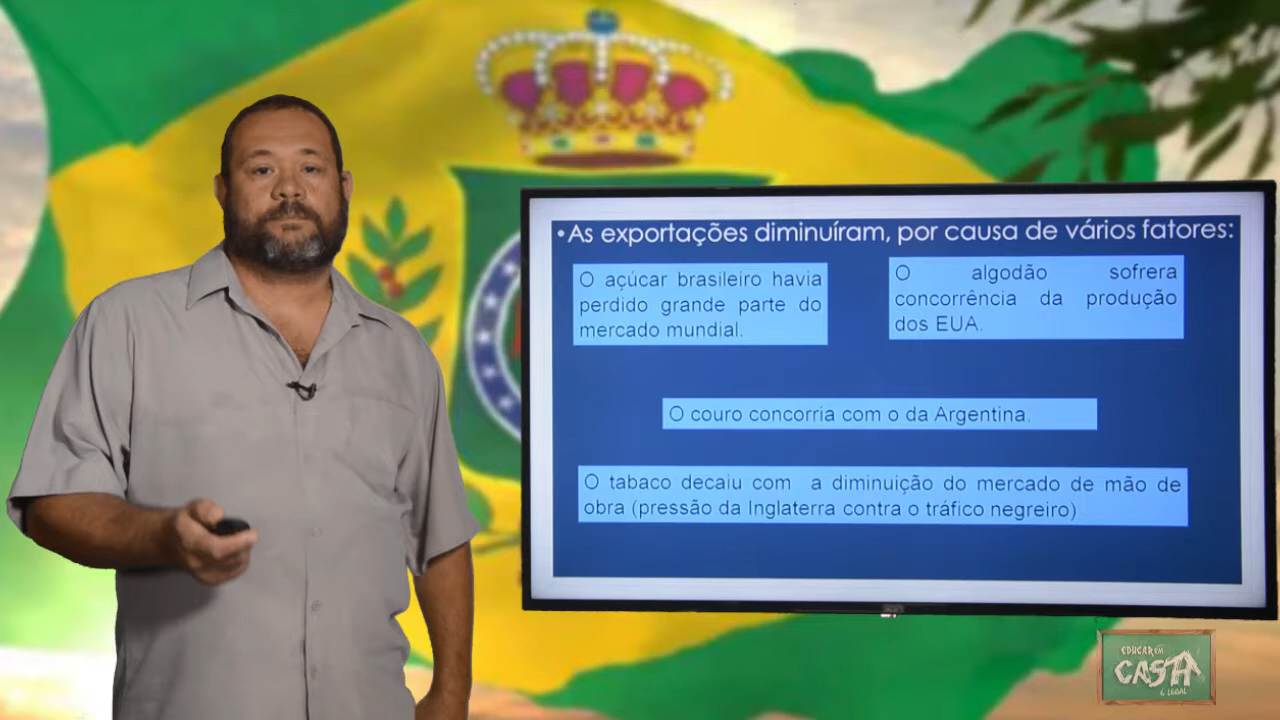 •As exportações diminuíram, por causa de vários fatores:
O açúcar brasileiro havia
perdido grande parte do
mercado mundial.
O algodão sofrera
concorrência da produção
dos EUA.
O couro concorria com o da Argentina.
O tabaco decaiu com a diminuição do mercado de mão de
obra (pressão da Inglaterra contra o tráfico negreiro)
EDUCAR EM
CASA
É LEGAL